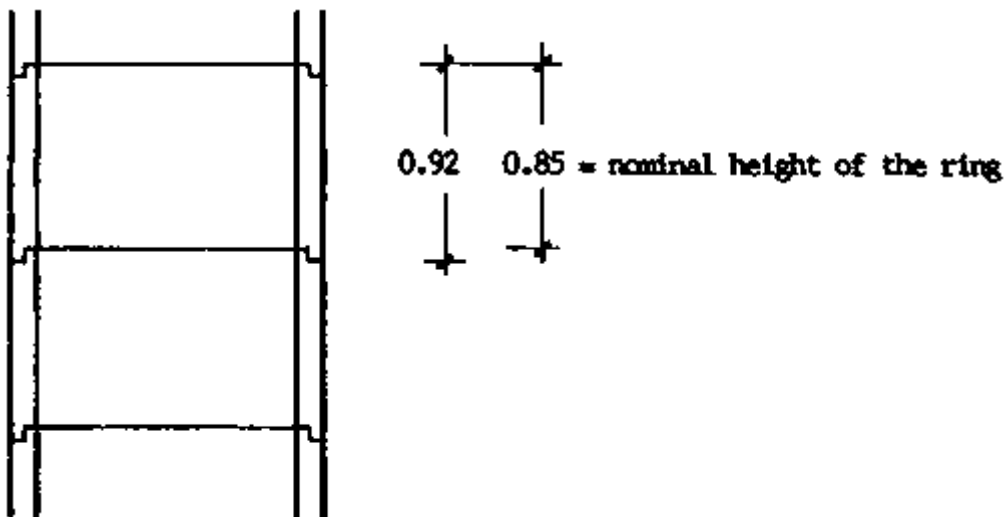 0.92 0.85 = nominal height of the ring